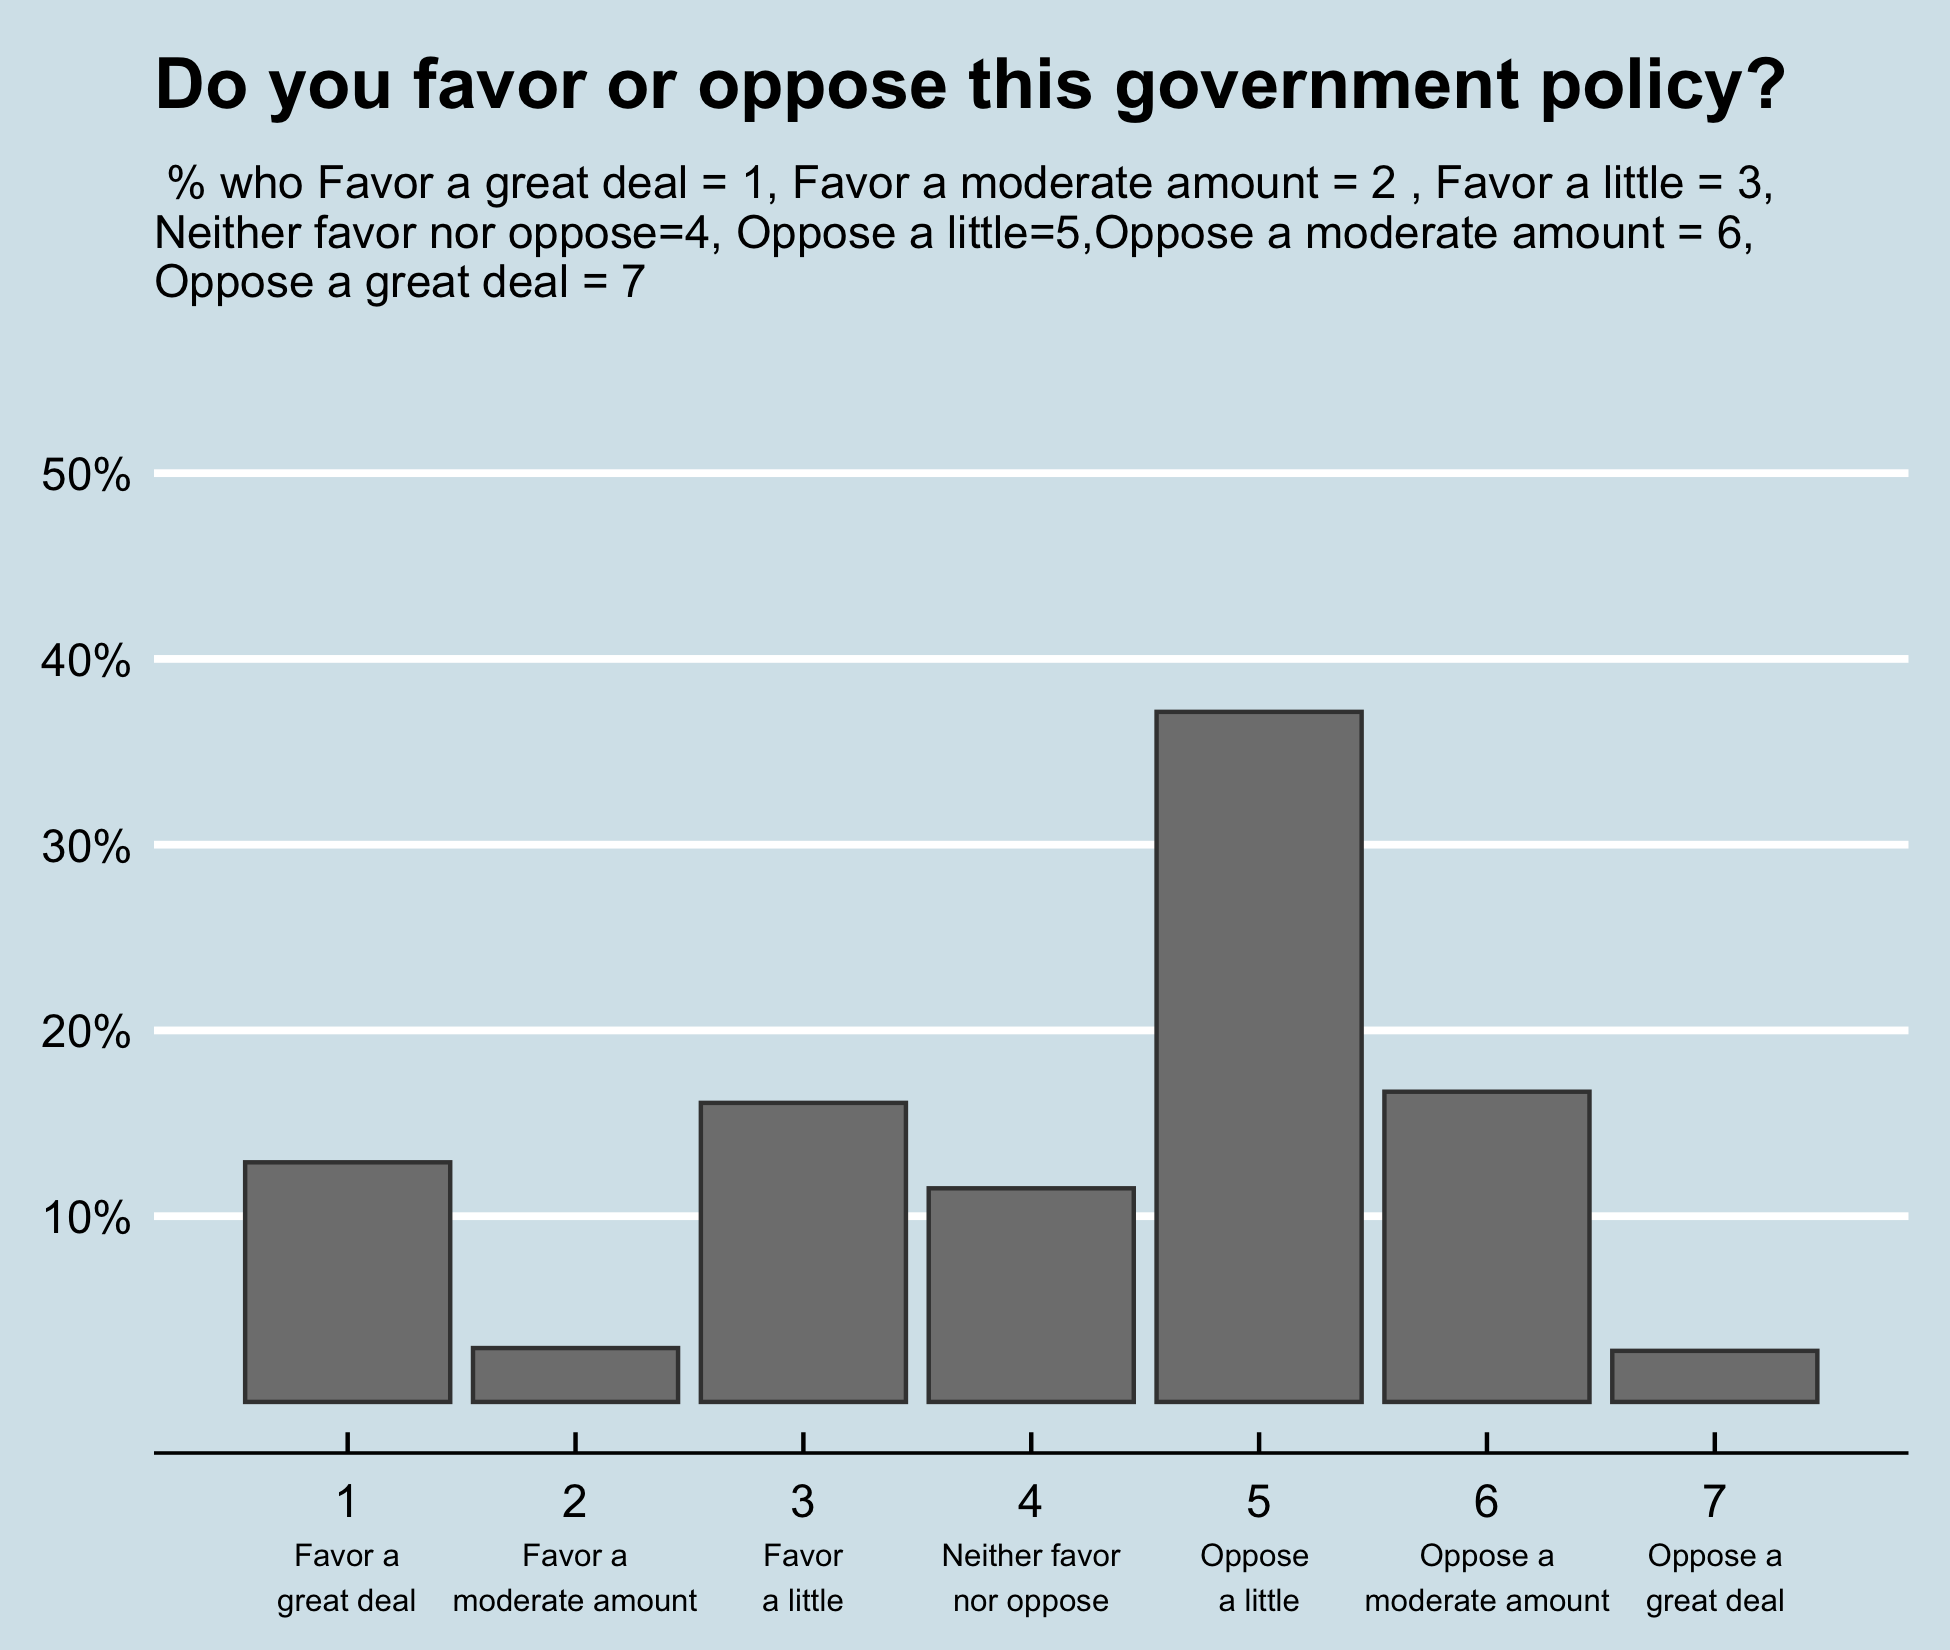 Do you favor or oppose this government policy?
% who Favor a great deal = 1, Favor a moderate amount = 2 , Favor a little = 3,
Neither favor nor oppose=4, Oppose a little=5,Oppose a moderate amount = 6,
Oppose a great deal = 7
50%
40%
30%
20%
10%
1 2 3 4 5 6 7
Favor a Favor a Favor Neither favor Oppose Oppose a Oppose a
great deal moderate amount a little nor oppose a little moderate amount great deal